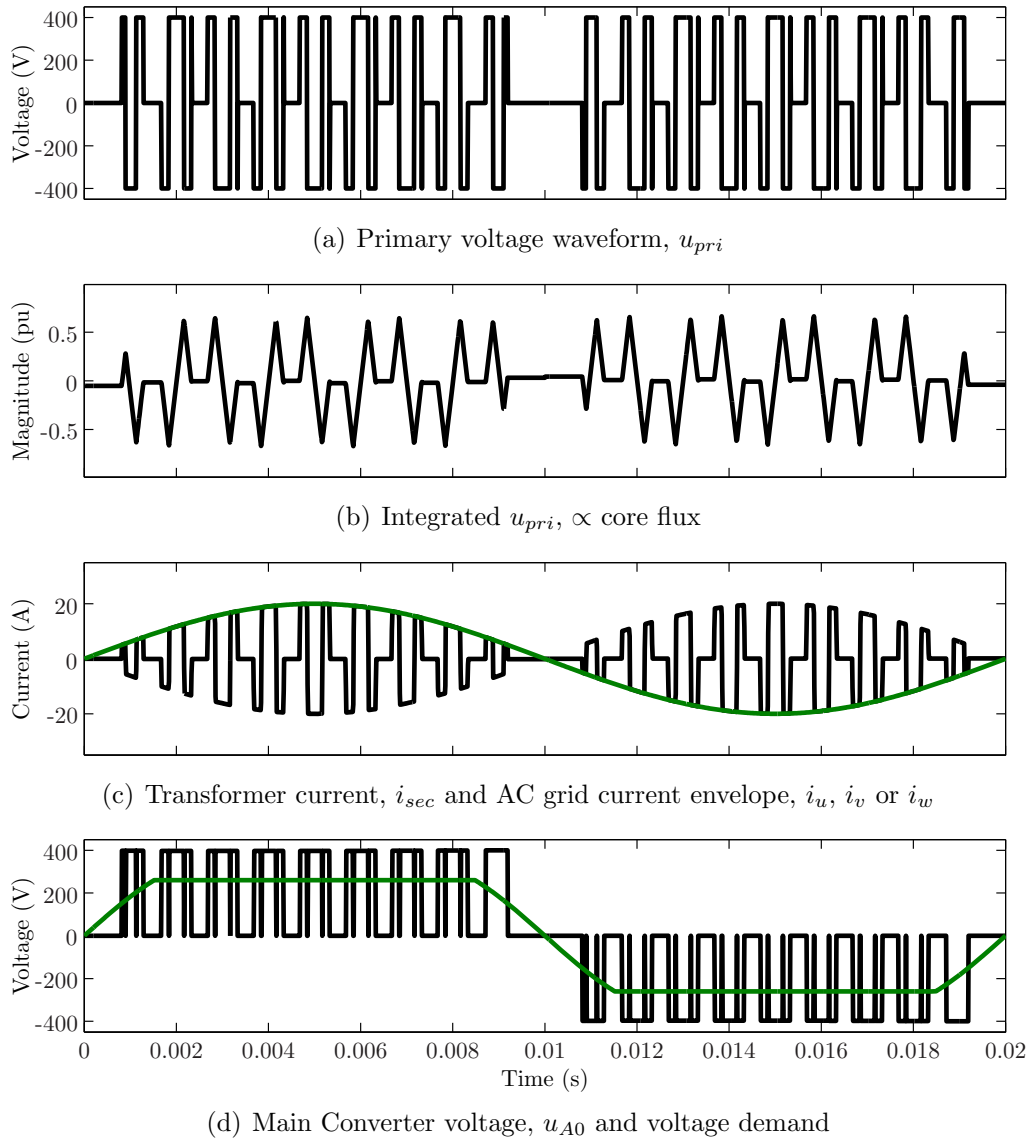 400
200
0
-200
-400
Voltage (V)
(a) Primary voltage waveform, u_pri
0.5
0
-0.5
Magnitude (pu)
(b) Integrated u_pri, ∝ core flux
20
0
-20
Current (A)
(c) Transformer current, i_sec and AC grid current envelope, i_u, i_v or i_w
400
200
0
-200
-400
Voltage (V)
0 0.002 0.004 0.006 0.008 0.01 0.012 0.014 0.016 0.018 0.02
Time (s)
(d) Main Converter voltage, u_A0 and voltage demand